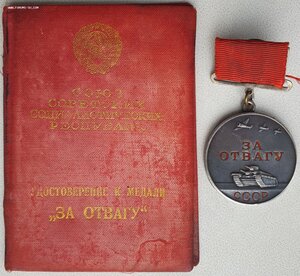 СОЮЗ
СОВЕТСКИХ
СОЦИАЛИСТИЧЕСКИХ
РЕСПУБЛИК
УДОСТОВЕРЕНИЕ К МЕДАЛИ
„ЗА ОТВАГУ“
ЗА
ОТВАГУ
СССР